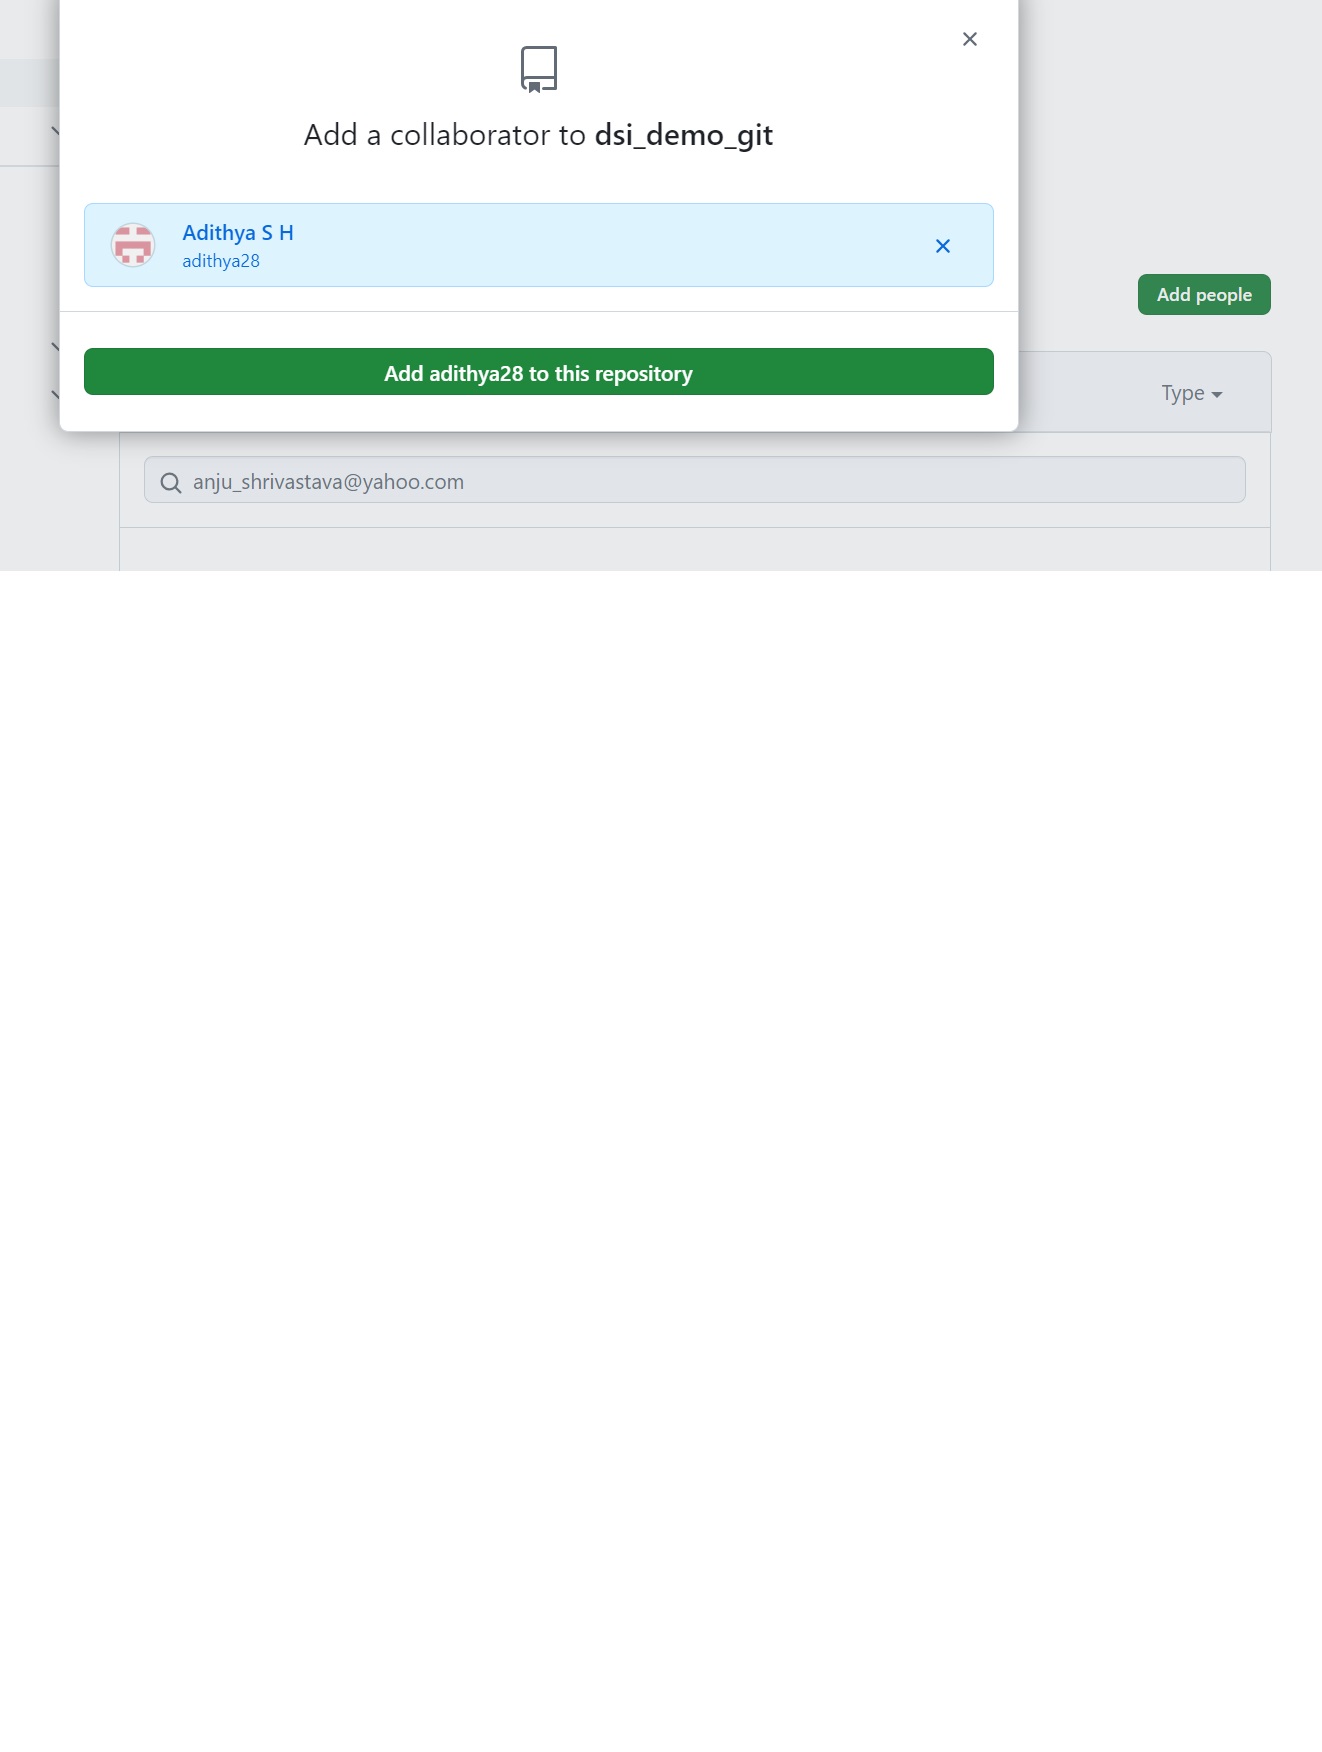 Add a collaborator to dsi_demo_git
Adithya S H
adithya28
Add people
Add adithya28 to this repository
Type
anju_shrivastava@yahoo.com